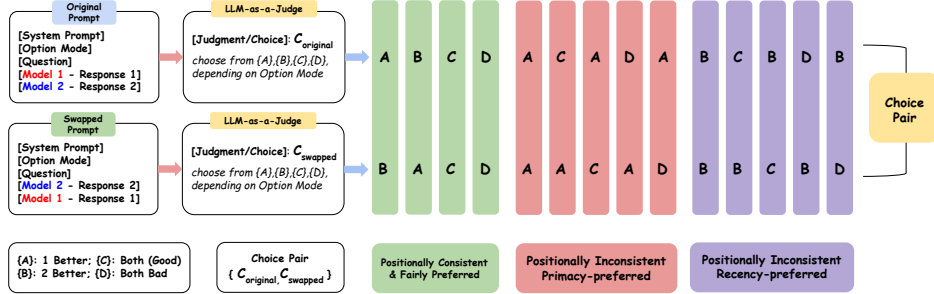 Original
Prompt
[System Prompt]
[Option Mode]
[Question]
[Model 1 - Response 1]
[Model 2 - Response 2]
LLM-as-a-Judge
[Judgment/Choice]: C original
choose from {A},{B},{C},{D},
depending on Option Mode
Swapped
Prompt
[System Prompt]
[Option Mode]
[Question]
[Model 2 - Response 2]
[Model 1 - Response 1]
LLM-as-a-Judge
[Judgment/Choice]: C swapped
choose from {A},{B},{C},{D},
depending on Option Mode
A B C D A C A D A B C B D B
B A C D A A C A D B B C B D
Choice
Pair
{A}: 1 Better; {C}: Both (Good)
{B}: 2 Better; {D}: Both Bad
Choice Pair
{ C original, C swapped }
Positionally Consistent
& Fairly Preferred
Positionally Inconsistent
Primacy-preferred
Positionally Inconsistent
Recency-preferred